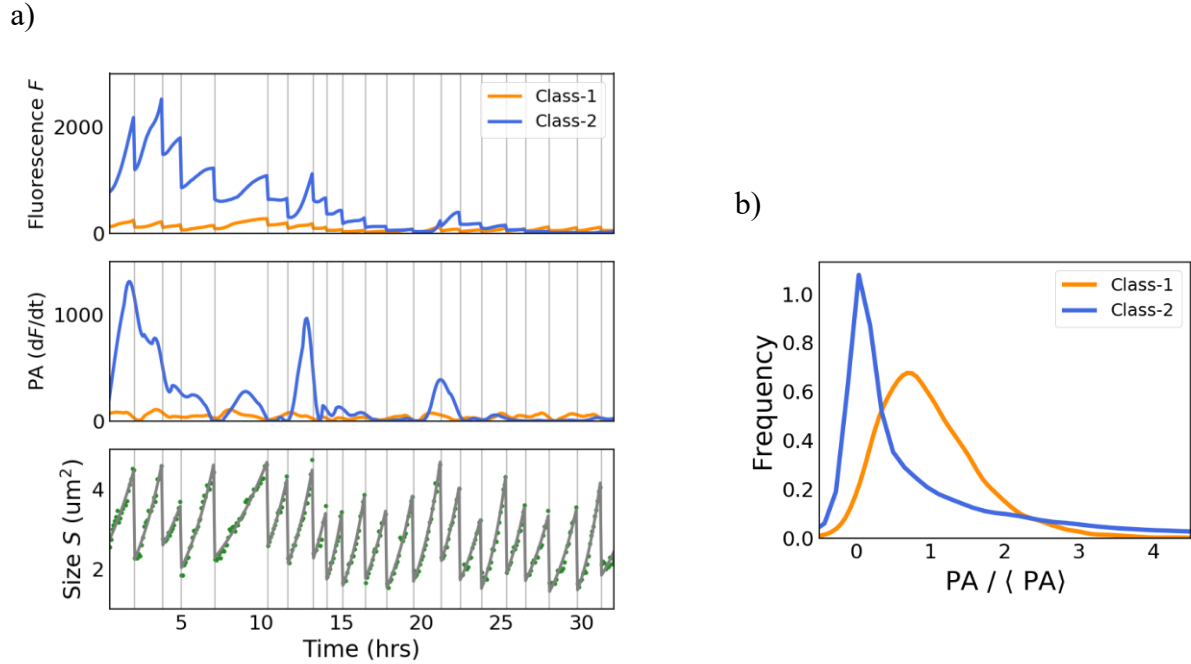 a)
Fluorescence F
2000
0
Class-1
Class-2
PA (dF/dt)
1000
0
Size S (um²)
4
2
5 10 15 20 25 30
Time (hrs)
b)
Frequency
1.0
0.8
0.6
0.4
0.2
0.0
Class-1
Class-2
0 1 2 3 4
PA / ⟨ PA⟩